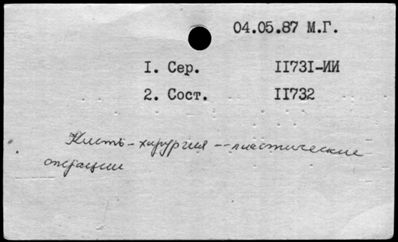 04.05.87 М.Г.
I. Сер. II73I-ИИ
2. Сост. II732
Кисть-хирургия--пластические
операции